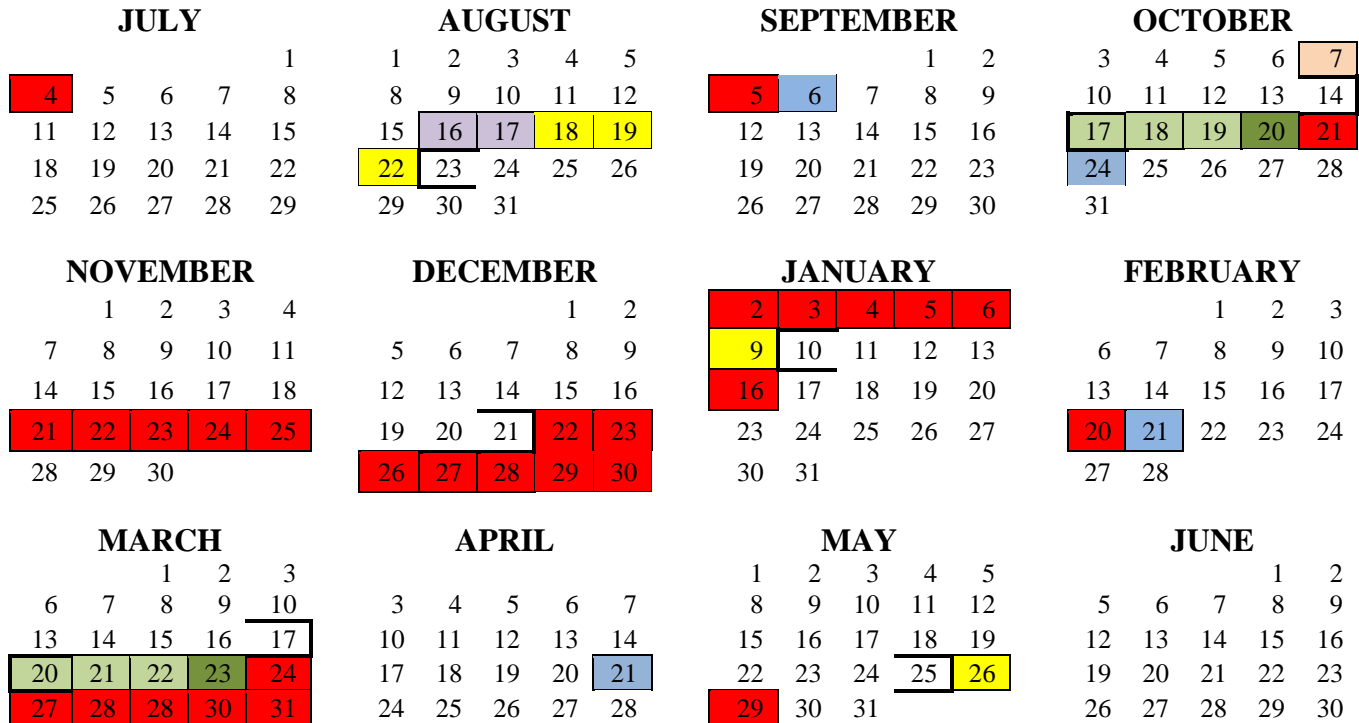 JULY AUGUST SEPTEMBER OCTOBER
1 1 2 3 4 5 1 2 3 4 5 6 7
4 5 6 7 8 8 9 10 11 12 5 6 7 8 9 10 11 12 13 14
11 12 13 14 15 15 16 17 18 19 12 13 14 15 16 17 18 19 20 21
18 19 20 21 22 22 23 24 25 26 19 20 21 22 23 24 25 26 27 28
25 26 27 28 29 29 30 31 26 27 28 29 30 31
NOVEMBER DECEMBER JANUARY FEBRUARY
1 2 3 4 1 2 2 3 4 5 6 1 2 3
7 8 9 10 11 5 6 7 8 9 9 10 11 12 13 6 7 8 9 10
14 15 16 17 18 12 13 14 15 16 16 17 18 19 20 13 14 15 16 17
21 22 23 24 25 19 20 21 22 23 23 24 25 26 27 20 21 22 23 24
28 29 30 26 27 28 29 30 30 31 27 28
MARCH APRIL MAY JUNE
1 2 3 1 2 3 4 5 1 2
6 7 8 9 10 3 4 5 6 7 8 9 10 11 12 5 6 7 8 9
13 14 15 16 17 10 11 12 13 14 15 16 17 18 19 12 13 14 15 16
20 21 22 23 24 17 18 19 20 21 22 23 24 25 26 19 20 21 22 23
27 28 28 30 31 24 25 26 27 28 29 30 31 26 27 28 29 30